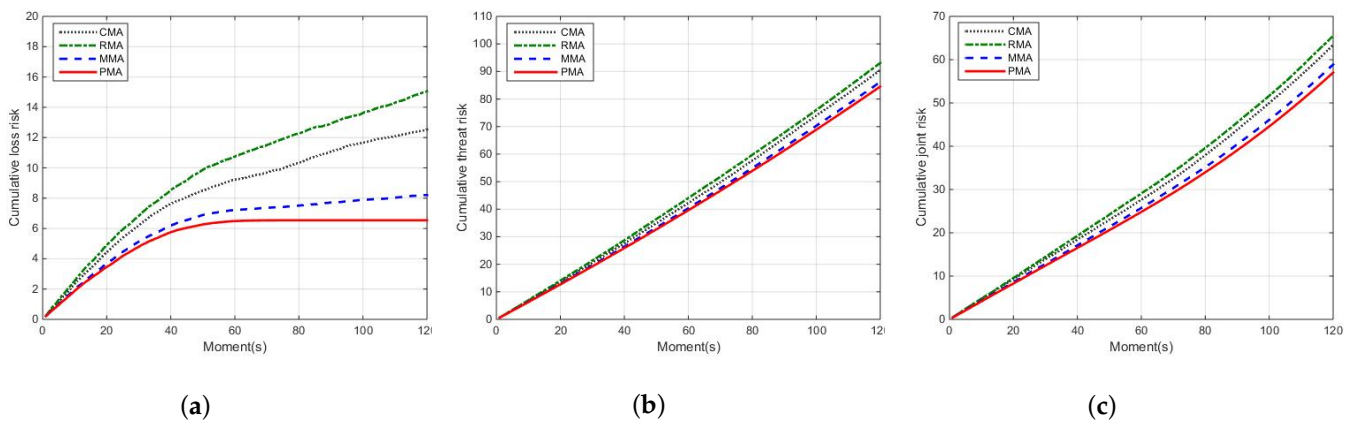 20
18
16
14
12
10
8
6
4
2
0
Cumulative loss risk
CMA
RMA
MMA
PMA
0 20 40 60 80 100 120
Moment(s)
(a)
110
100
90
80
70
60
50
40
30
20
10
0
Cumulative threat risk
CMA
RMA
MMA
PMA
0 20 40 60 80 100 120
Moment(s)
(b)
70
60
50
40
30
20
10
0
Cumulative joint risk
CMA
RMA
MMA
PMA
0 20 40 60 80 100 120
Moment(s)
(c)